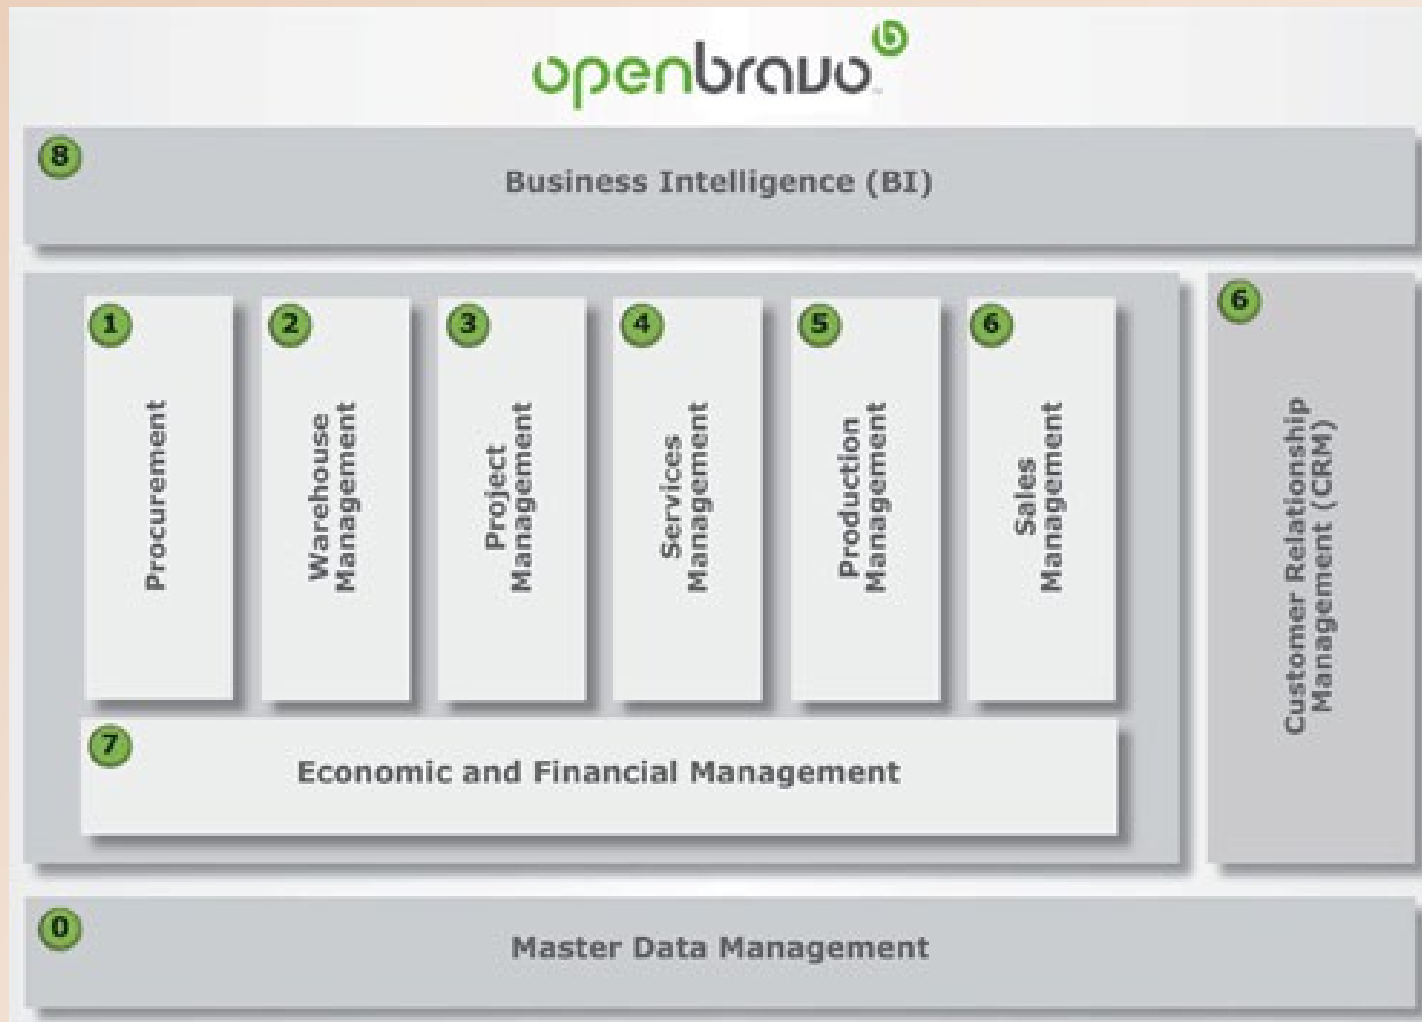 openbravo
8
Business Intelligence (BI)
1
Procurement
2
Warehouse
Management
3
Project
Management
4
Services
Management
5
Production
Management
6
Sales
Management
6
Customer Relationship
Management (CRM)
7
Economic and Financial Management
0
Master Data Management